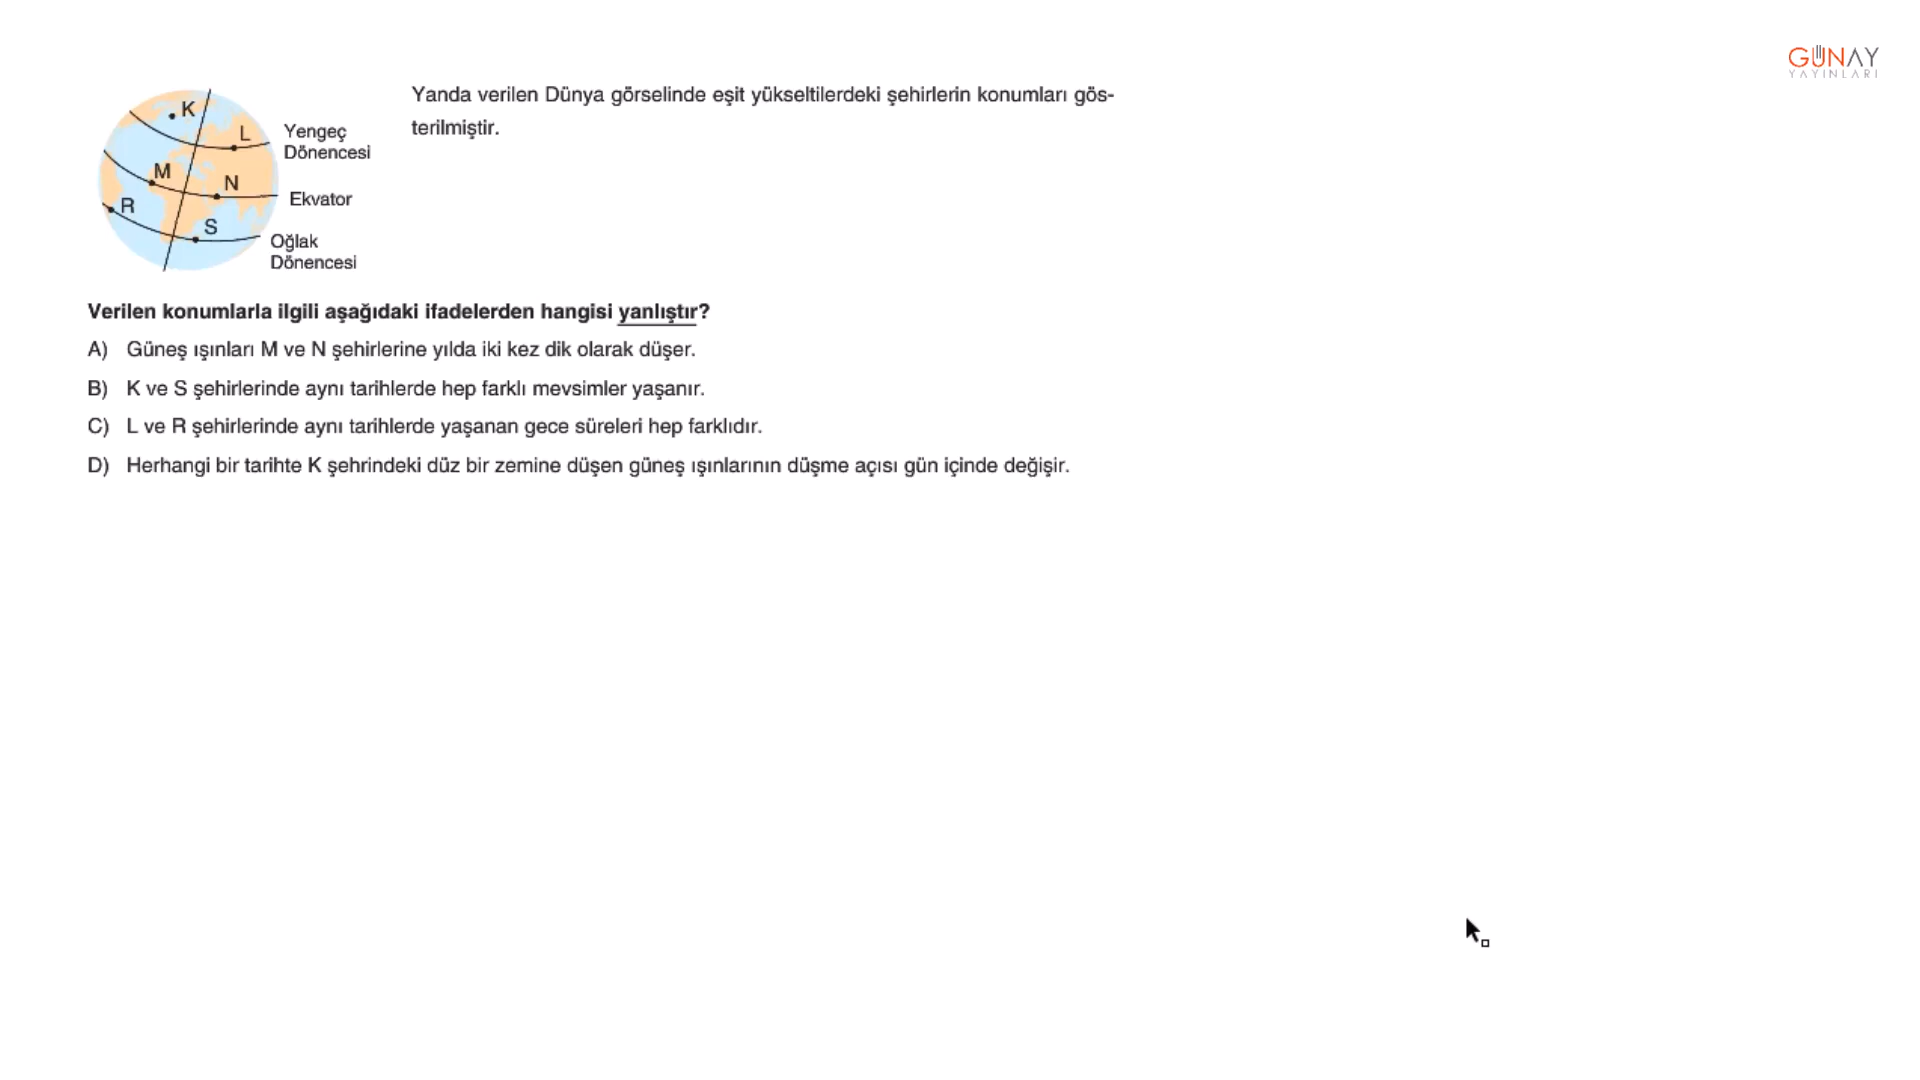 GÜNAY
YAYINLARI
Yanda verilen Dünya görselinde eşit yükseltilerdeki şehirlerin konumları gös-
terilmiştir.
K
L
Yengeç
Dönencesi
M
N
Ekvator
R
S
Oğlak
Dönencesi
Verilen konumlarla ilgili aşağıdaki ifadelerden hangisi yanlıştır?
A) Güneş ışınları M ve N şehirlerine yılda iki kez dik olarak düşer.
B) K ve S şehirlerinde aynı tarihlerde hep farklı mevsimler yaşanır.
C) L ve R şehirlerinde aynı tarihlerde yaşanan gece süreleri hep farklıdır.
D) Herhangi bir tarihte K şehrindeki düz bir zemine düşen güneş ışınlarının düşme açısı gün içinde değişir.